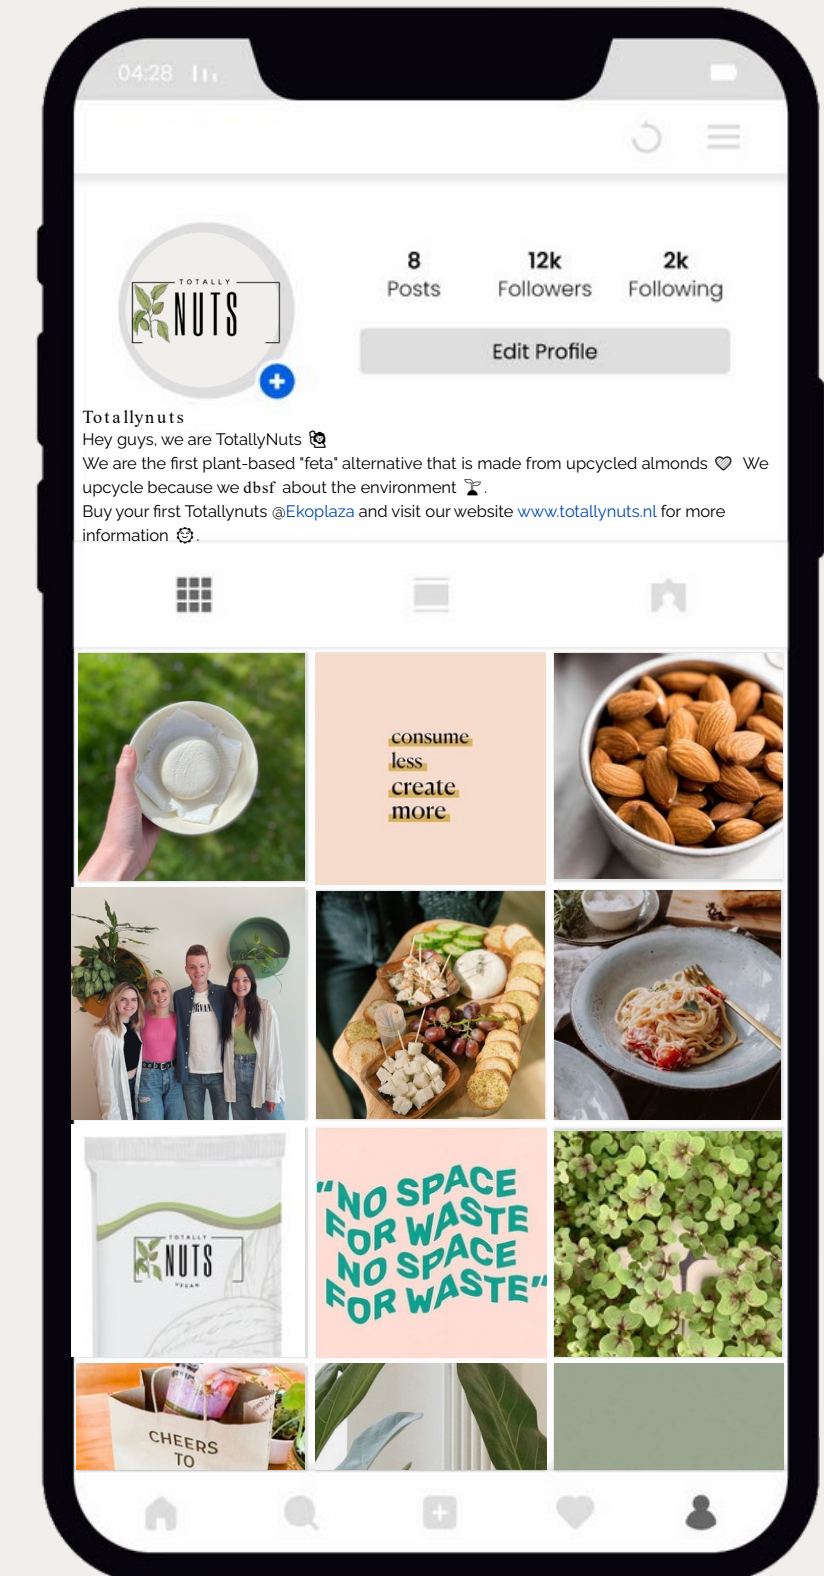 04:28
TOTALLY
NUTS
8 12k 2k
Posts Followers Following
Edit Profile
Totallynuts
Hey guys, we are TotallyNuts
We are the first plant-based "feta" alternative that is made from upcycled almonds We
upcycle because we dbsf about the environment .
Buy your first Totallynuts @Ekoplaza and visit our website www.totallynuts.nl for more
information .
consume
less
create
more
TOTALLY
NUTS
VEGAN
"NO SPACE
FOR WASTE
NO SPACE
FOR WASTE"
CHEERS
TO